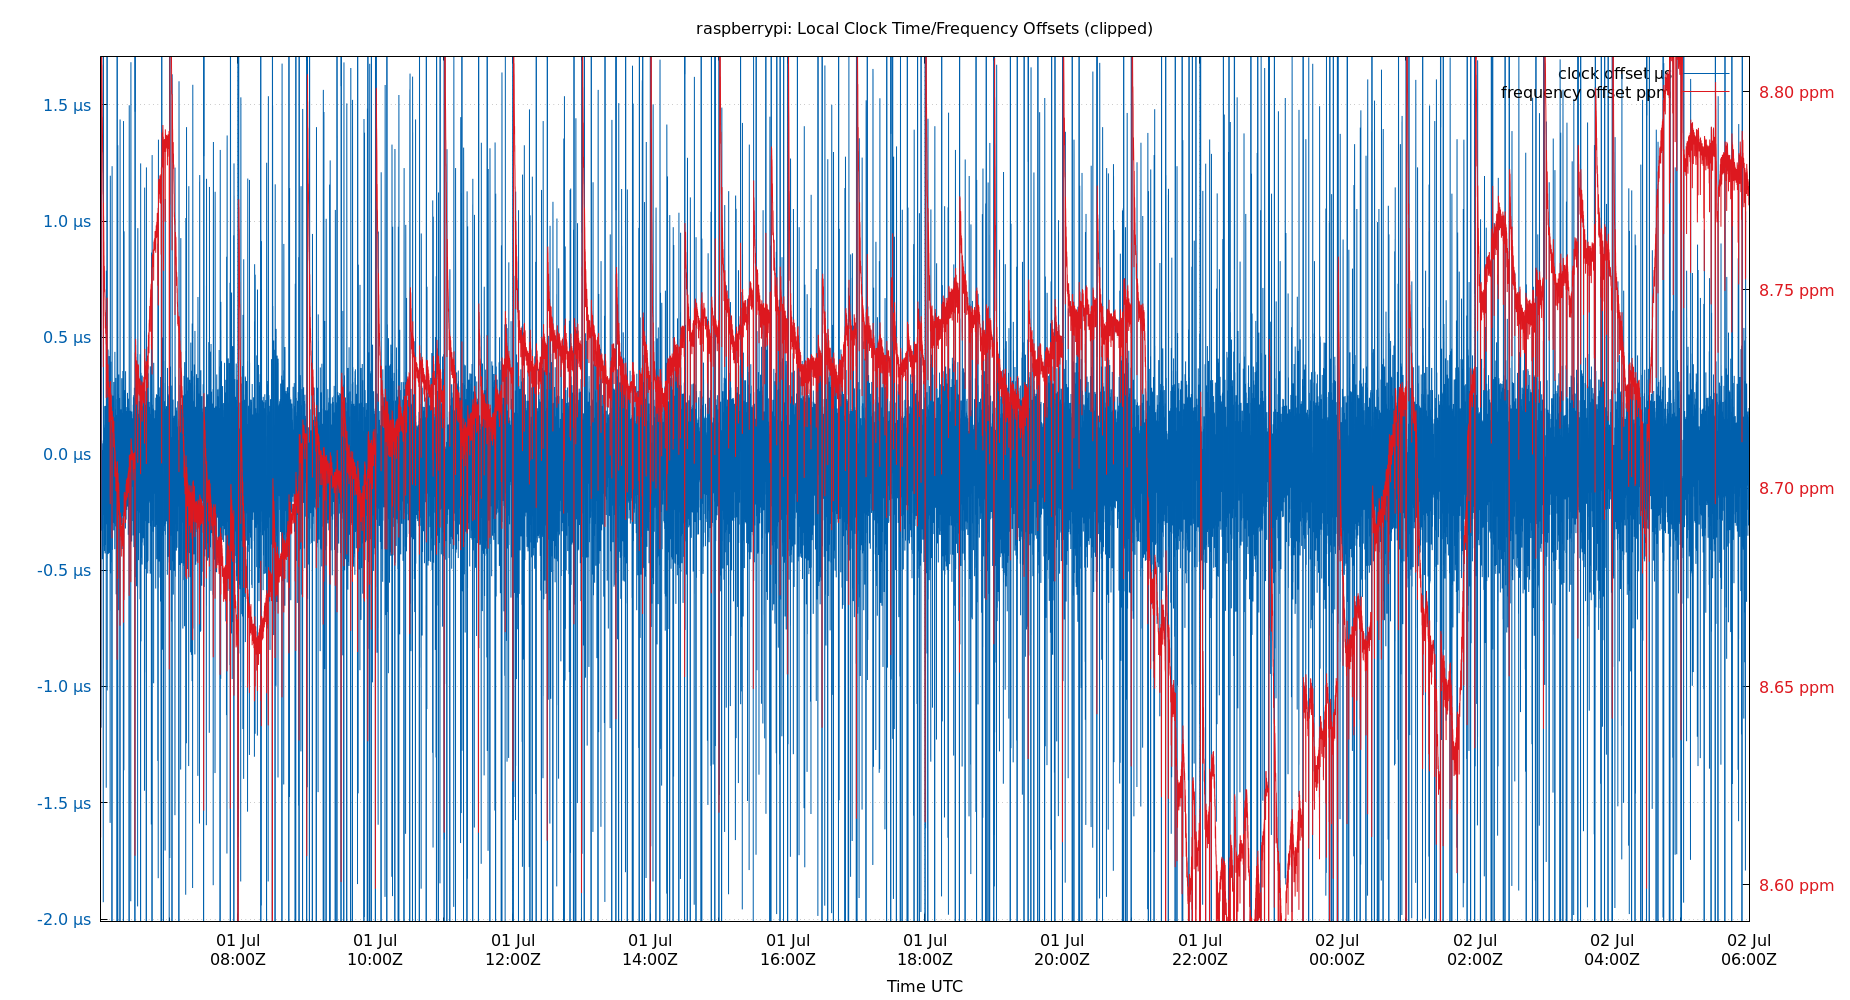 raspberrypi: Local Clock Time/Frequency Offsets (clipped)
clock offset µs
frequency offset ppm
1.5 µs
1.0 µs
0.5 µs
0.0 µs
-0.5 µs
-1.0 µs
-1.5 µs
-2.0 µs
8.80 ppm
8.75 ppm
8.70 ppm
8.65 ppm
8.60 ppm
01 Jul 01 Jul 01 Jul 01 Jul 01 Jul 01 Jul 01 Jul 01 Jul 02 Jul 02 Jul 02 Jul 02 Jul
08:00Z 10:00Z 12:00Z 14:00Z 16:00Z 18:00Z 20:00Z 22:00Z 00:00Z 02:00Z 04:00Z 06:00Z
Time UTC